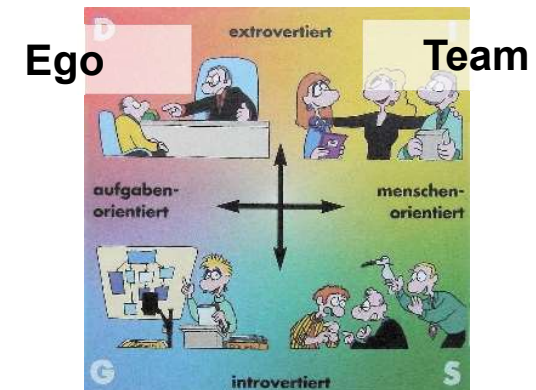 D
extrovertiert
I
Ego
Team
aufgaben-
orientiert
menschen-
orientiert
G
S
introvertiert